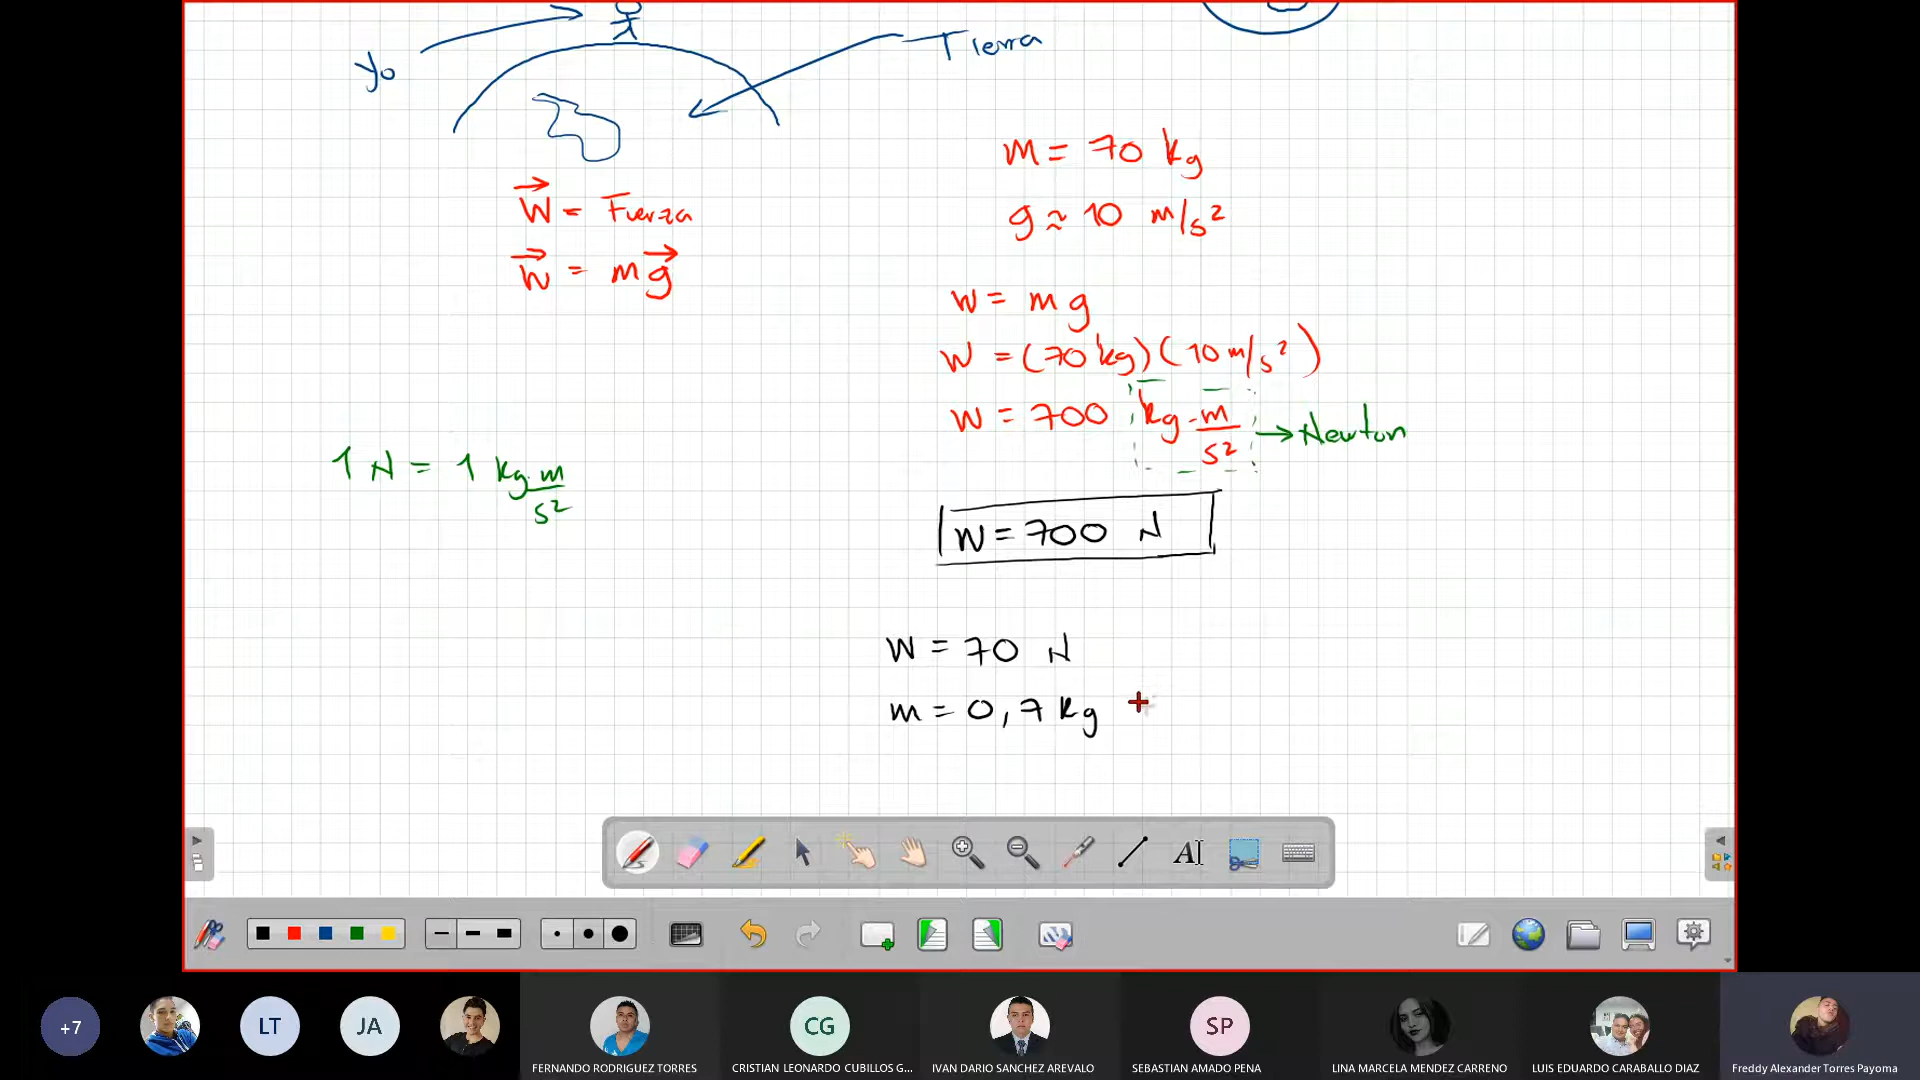 yo
Tierra
m = 70 kg
g ≈ 10 m/s²
W⃗ = Fuerza
W⃗ = m g⃗
w = m g
W = (70 kg)(10 m/s²)
w = 700 kg·m/s² → Newton
1 N = 1 kg·m/s²
W = 700 N
W = 70 N
m = 0,7 kg
AI
+7
LT
JA
CG
SP
FERNANDO RODRIGUEZ TORRES
CRISTIAN LEONARDO CUBILLOS G...
IVAN DARIO SANCHEZ AREVALO
SEBASTIAN AMADO PENA
LINA MARCELA MENDEZ CARRENO
LUIS EDUARDO CARABALLO DIAZ
Freddy Alexander Torres Payoma